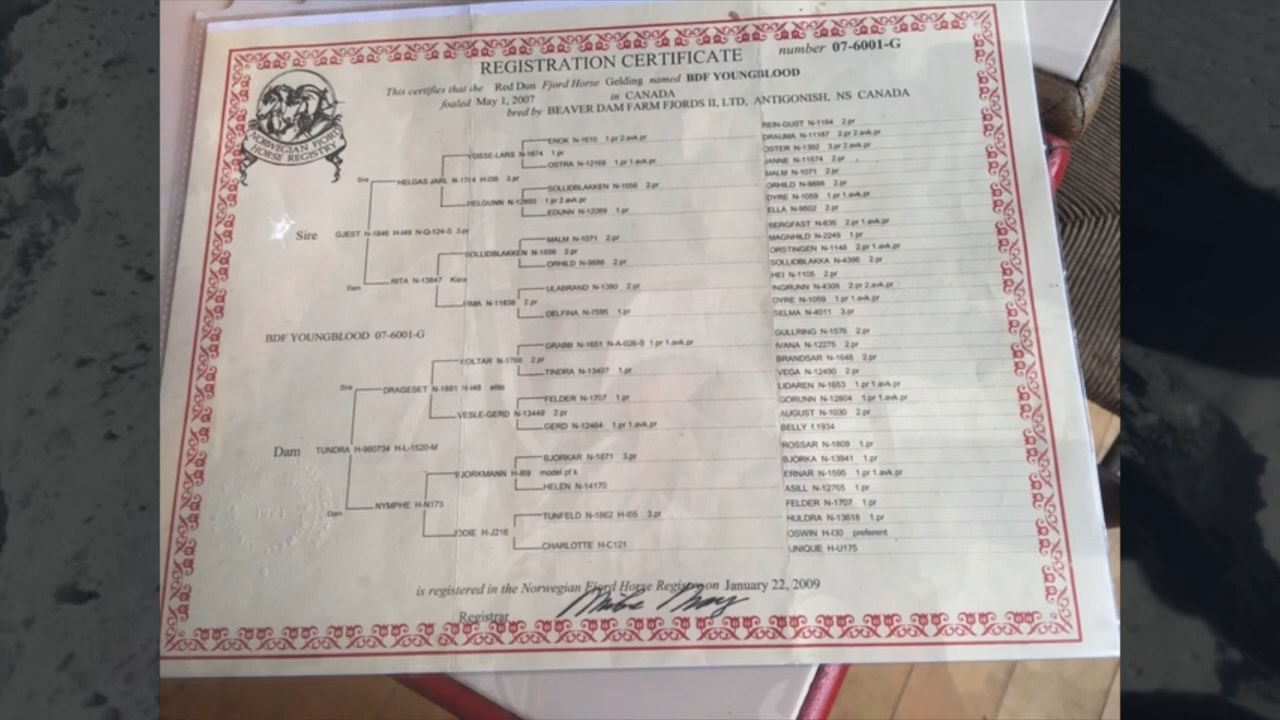 REGISTRATION CERTIFICATE
number 07-6001-G
NORWEGIAN FJORD
HORSE REGISTRY
This certifies that the Red Dun Fjord Horse Gelding named BDF YOUNGBLOOD
foaled May 1, 2007 in CANADA
bred by BEAVER DAM FARM FJORDS II, LTD, ANTIGONISH, NS CANADA
REIN-GUST N-1184 2.pr
ENOK N-1610 1.pr 2.avk.pr
DRAUMA N-11187 2.pr 2.avk.pr
VOSSE-LARS N-1674 1.pr
OSTER N-1392 3.pr 2.avk.pr
OSTRA N-12168 1.pr 1.avk.pr
JANNE N-11574 2.pr
Sire
HELGAS JARL N-1714 H-I36 3.pr
MALM N-1071 2.pr
SOLLIDBLAKKEN N-1556 2.pr
ORHILD N-9886 2.pr
HELGUNN 1.pr 2.avk.pr
DYRE N-1059 1.pr 1.avk.pr
EDUNN N-12089 1.pr
ELLA N-9502 2.pr
Sire
GJEST N-1846 H-I49 N-Q-124-S 3.pr
BERGFAST N-635 2.pr 1.avk.pr
MALM N-1071 2.pr
MAGNHILD N-2249 1.pr
SOLLIDBLAKKEN N-1556 2.pr
ORSTINGEN N-1148 2.pr 1.avk.pr
ORHILD N-9886 2.pr
SOLLIDBLAKKA N-4395 2.pr
Dam
RITA N-13847 Kara
HEI N-1105 2.pr
ULABRAND N-1380 2.pr
INGRUNN N-4308 2.pr 2.avk.pr
RIMA N-11838 2.pr
DYRE N-1059 1.pr 1.avk.pr
DELFINA N-7595 1.pr
SELMA N-4011 3.pr
BDF YOUNGBLOOD 07-6001-G
GULLRING N-1576 2.pr
GRABB N-1651 N-A-026-S 1.pr 1.avk.pr
IVANA N-12275 2.pr
KOLTAR N-1766 2.pr
BRANDSAR N-1648 2.pr
TINDRA N-13407 1.pr
VEGA N-12490 2.pr
Sire
DRAGESET N-1881 H-I48 elite
LIDAREN N-1653 1.pr 1.avk.pr
FELDER N-1707 1.pr
GORUNN N-12804 1.pr 1.avk.pr
VESLE-GERD N-13449 2.pr
AUGUST N-1030 2.pr
GERD N-12464 1.pr 1.avk.pr
BELLY 1.1934
Dam
TUNDRA H-980734 H-L-1520-M
ROSSAR N-1809 1.pr
BJORKAR N-1871 3.pr
BJORKA N-13941 1.pr
BJORKMANN H-I69 model pf k
ERNAR N-1595 1.pr 1.avk.pr
HELEN N-14170
ASILL N-12765 1.pr
Dam
NYMPHE H-N173
FELDER N-1707 1.pr
TUNFELD N-1862 H-I55 3.pr
HULDRA N-13618 1.pr
JODIE H-J216
OSWIN H-I30 preferent
CHARLOTTE H-C121
UNIQUE H-U175
is registered in the Norwegian Fjord Horse Registry on January 22, 2009
Registrar